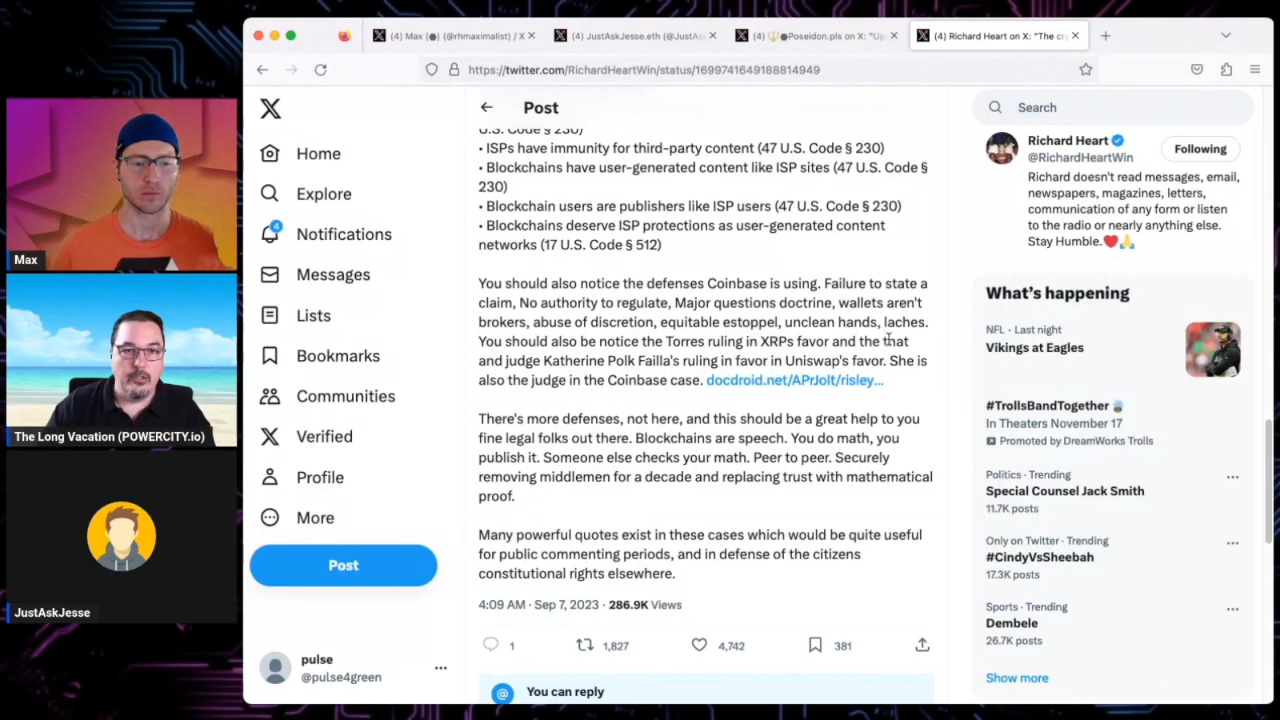 (4) Max (●) (@rhmaximalist) / X
(4) JustAskJesse.eth (@JustAs
(4) 🔱●Poseidon.pls on X: "Up
(4) Richard Heart on X: "The cr
https://twitter.com/RichardHeartWin/status/1699741649188814949
Max
The Long Vacation (POWERCITY.io)
JustAskJesse
Home
Explore
4
Notifications
Messages
Lists
Bookmarks
Communities
Verified
Profile
More
Post
pulse
@pulse4green
Post
U.S. Code § 230)
• ISPs have immunity for third-party content (47 U.S. Code § 230)
• Blockchains have user-generated content like ISP sites (47 U.S. Code §
230)
• Blockchain users are publishers like ISP users (47 U.S. Code § 230)
• Blockchains deserve ISP protections as user-generated content
networks (17 U.S. Code § 512)
You should also notice the defenses Coinbase is using. Failure to state a
claim, No authority to regulate, Major questions doctrine, wallets aren't
brokers, abuse of discretion, equitable estoppel, unclean hands, laches.
You should also be notice the Torres ruling in XRPs favor and the that
and judge Katherine Polk Failla's ruling in favor in Uniswap's favor. She is
also the judge in the Coinbase case. docdroid.net/APrJolt/risley...
There's more defenses, not here, and this should be a great help to you
fine legal folks out there. Blockchains are speech. You do math, you
publish it. Someone else checks your math. Peer to peer. Securely
removing middlemen for a decade and replacing trust with mathematical
proof.
Many powerful quotes exist in these cases which would be quite useful
for public commenting periods, and in defense of the citizens
constitutional rights elsewhere.
4:09 AM · Sep 7, 2023 · 286.9K Views
1 1,827 4,742 381
You can reply
Search
Richard Heart
@RichardHeartWin
Following
Richard doesn't read messages, email,
newspapers, magazines, letters,
communication of any form or listen
to the radio or nearly anything else.
Stay Humble.❤️🙏
What's happening
NFL · Last night
Vikings at Eagles
#TrollsBandTogether
In Theaters November 17
Promoted by DreamWorks Trolls
Politics · Trending
Special Counsel Jack Smith
11.7K posts
Only on Twitter · Trending
#CindyVsSheebah
17.3K posts
Sports · Trending
Dembele
26.7K posts
Show more